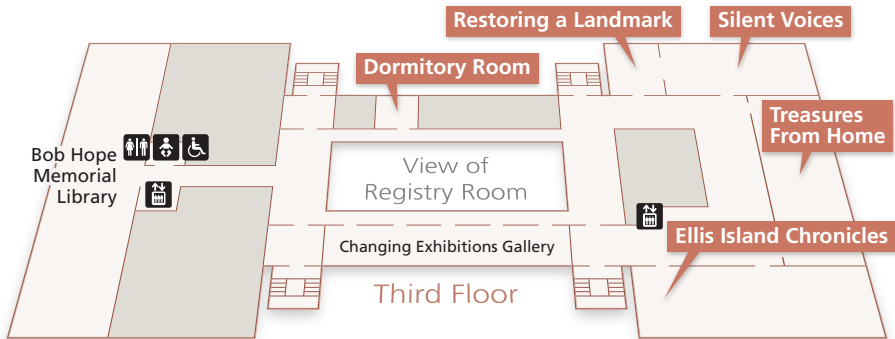 Restoring a Landmark
Silent Voices
Dormitory Room
Treasures
From Home
Bob Hope
Memorial
Library
View of
Registry Room
Ellis Island Chronicles
Changing Exhibitions Gallery
Third Floor